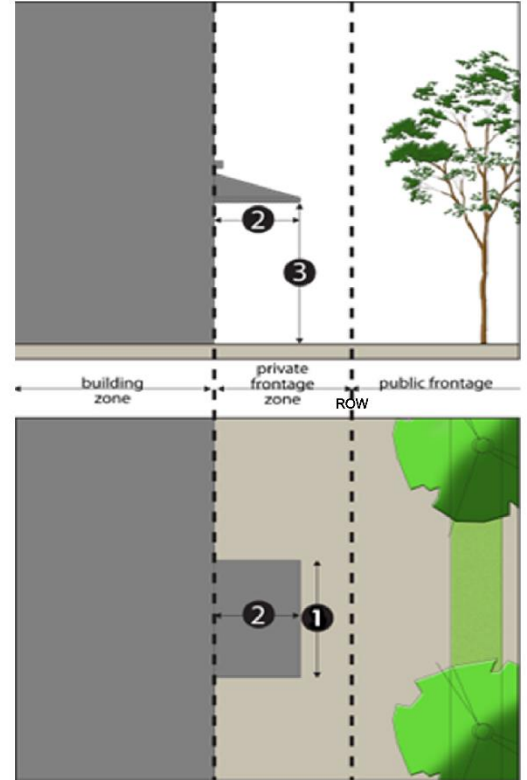 2
3
building
zone
private
frontage
zone
public frontage
ROW
2
1